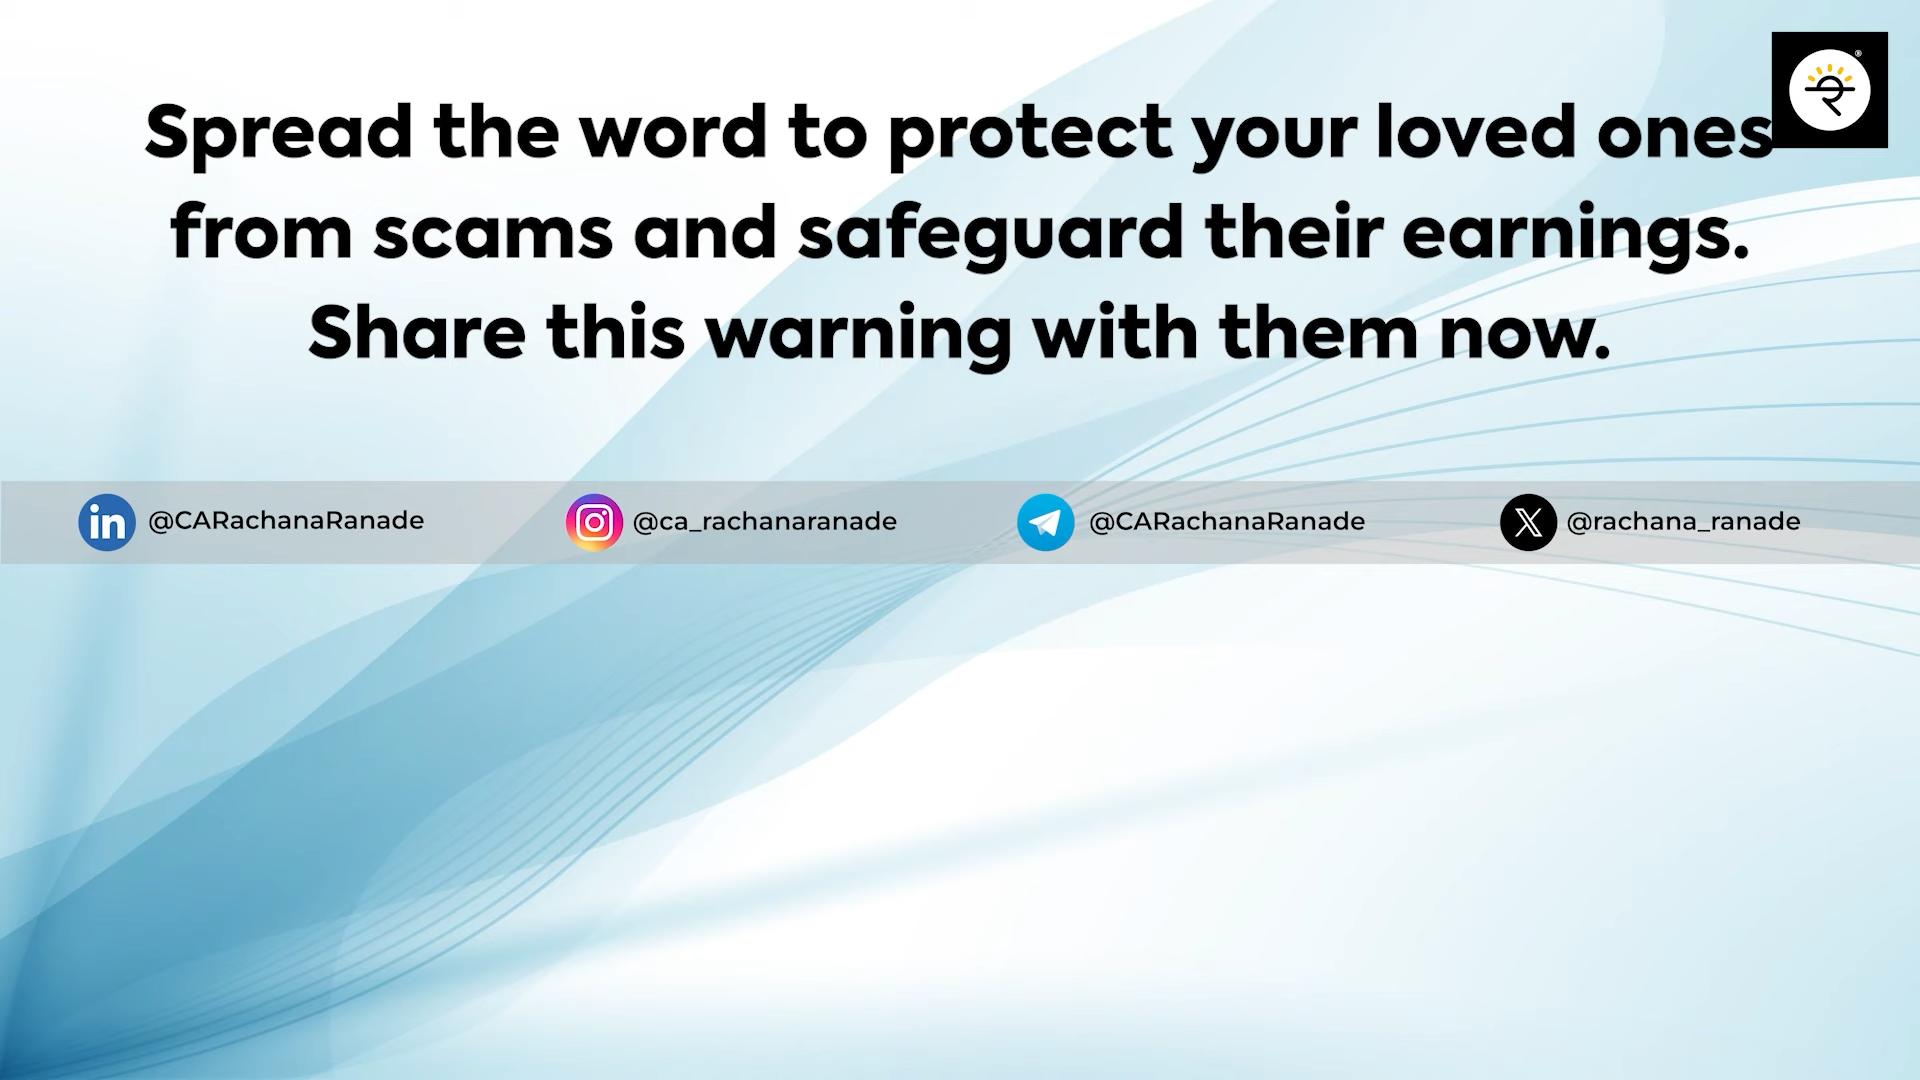 Spread the word to protect your loved ones
from scams and safeguard their earnings.
Share this warning with them now.
@CARachanaRanade
@ca_rachanaranade
@CARachanaRanade
@rachana_ranade